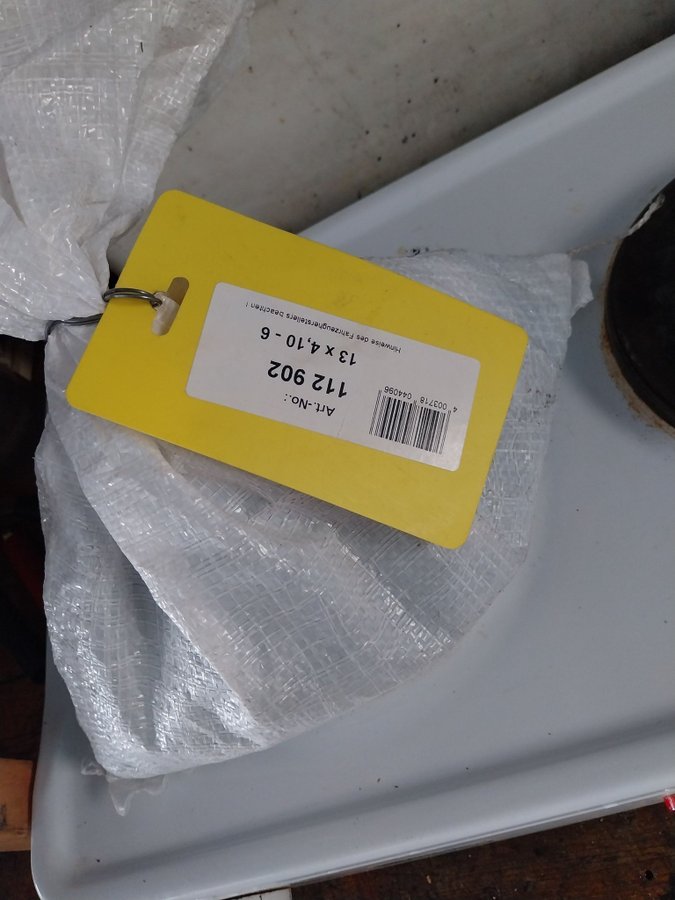 Art.-No.:
112 902
13 x 4,10 - 6
Hinweise des Fahrzeugherstellers beachten !
4 003718 044096